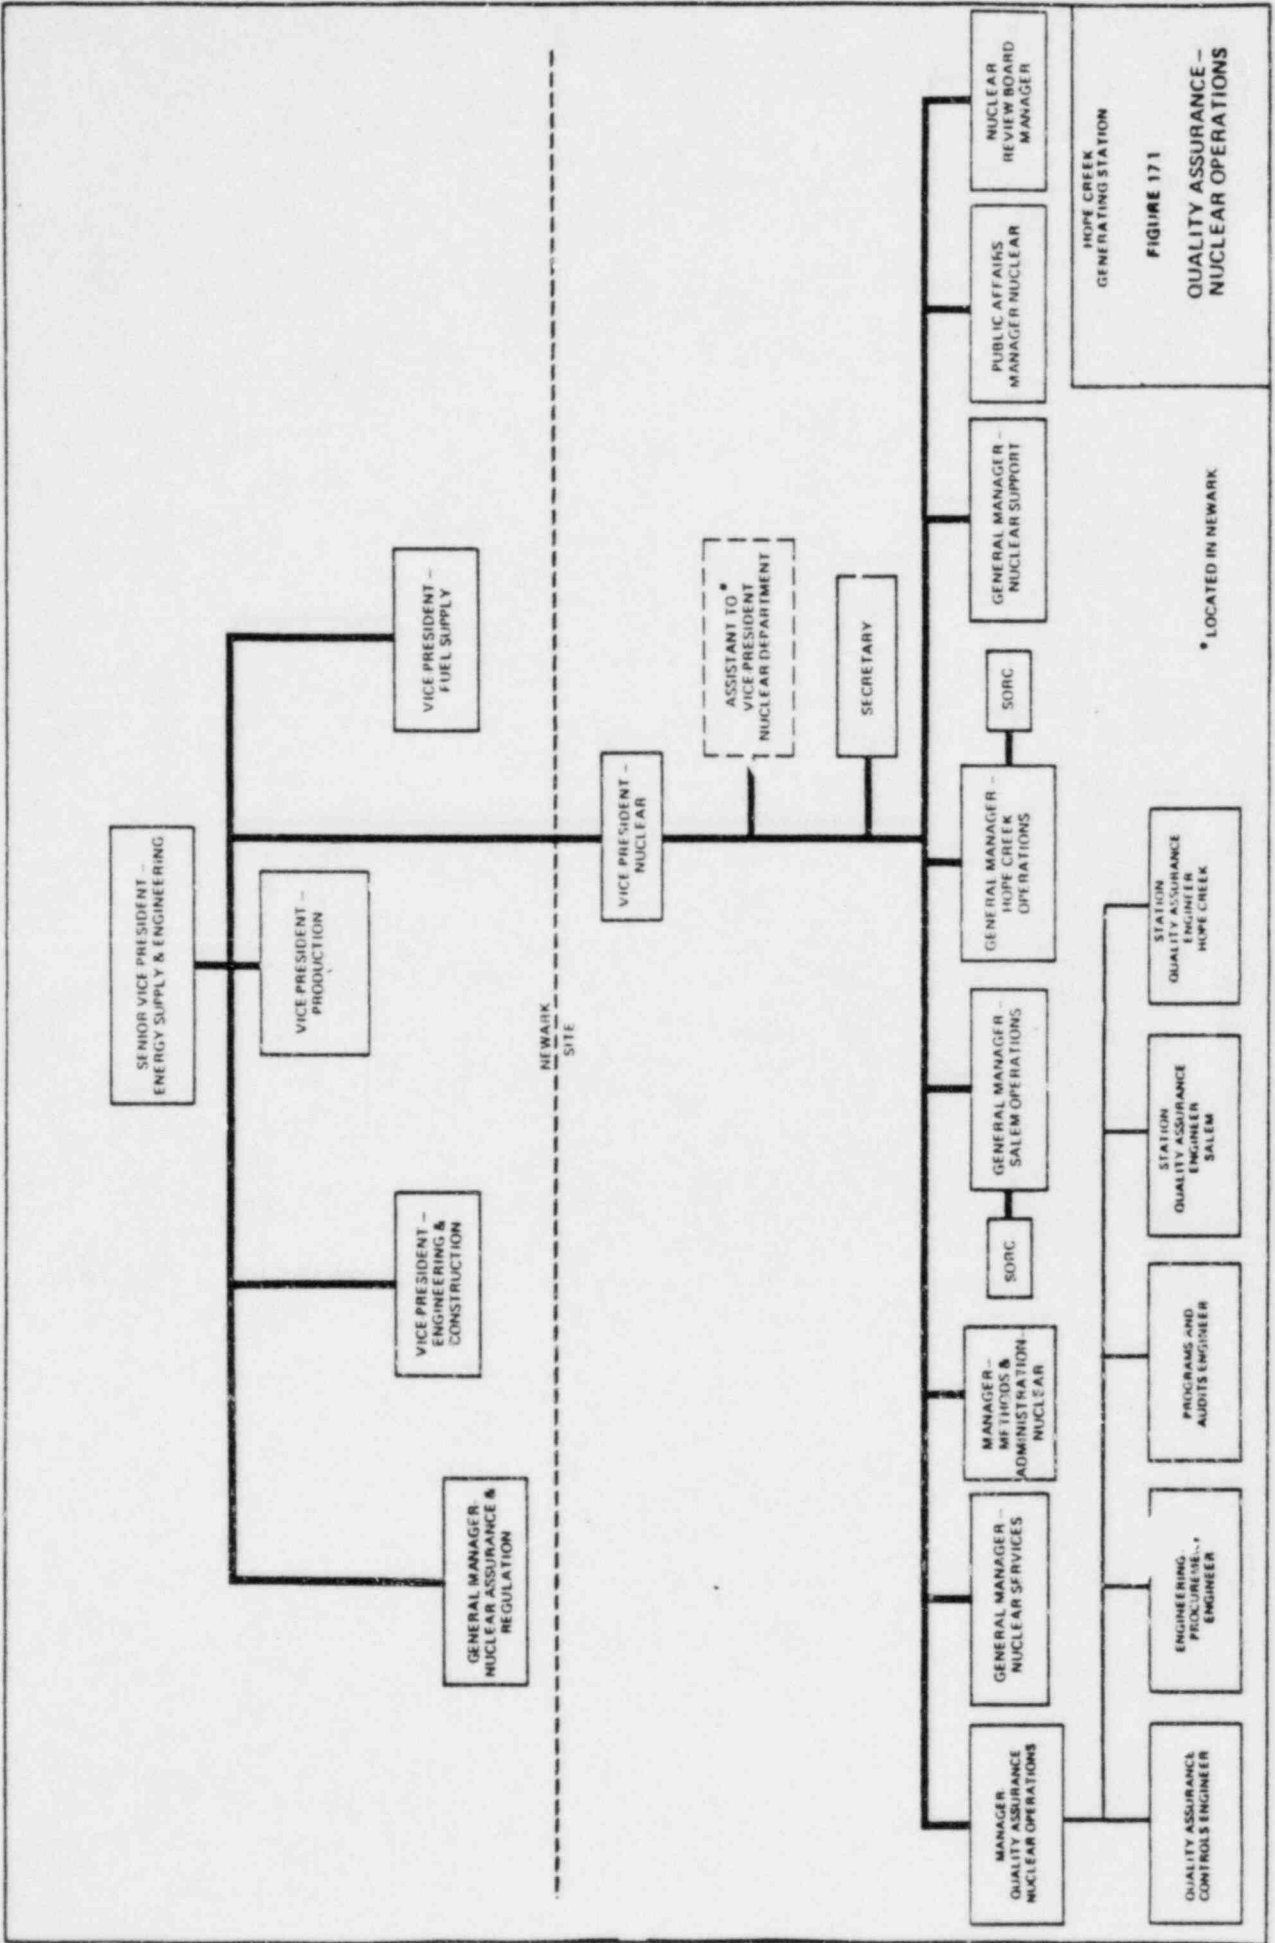 SENIOR VICE PRESIDENT –
ENERGY SUPPLY & ENGINEERING
VICE PRESIDENT –
PRODUCTION
VICE PRESIDENT –
ENGINEERING &
CONSTRUCTION
VICE PRESIDENT –
FUEL SUPPLY
GENERAL MANAGER-
NUCLEAR ASSURANCE &
REGULATION
NEWARK
SITE
VICE PRESIDENT –
NUCLEAR
ASSISTANT TO*
VICE PRESIDENT
NUCLEAR DEPARTMENT
SECRETARY
MANAGER
QUALITY ASSURANCE
NUCLEAR OPERATIONS
GENERAL MANAGER –
NUCLEAR SERVICES
MANAGER –
METHODS &
ADMINISTRATION-
NUCLEAR
SORC
GENERAL MANAGER –
SALEM OPERATIONS
GENERAL MANAGER –
HOPE CREEK
OPERATIONS
SORC
GENERAL MANAGER –
NUCLEAR SUPPORT
PUBLIC AFFAIRS
MANAGER NUCLEAR
NUCLEAR
REVIEW BOARD
MANAGER
QUALITY ASSURANCE
CONTROLS ENGINEER
ENGINEERING
ENGINEER
PROGRAMS AND
AUDITS ENGINEER
STATION
QUALITY ASSURANCE
ENGINEER
SALEM
STATION
QUALITY ASSURANCE
ENGINEER
HOPE CREEK
* LOCATED IN NEWARK
HOPE CREEK
GENERATING STATION
FIGURE 171
QUALITY ASSURANCE –
NUCLEAR OPERATIONS